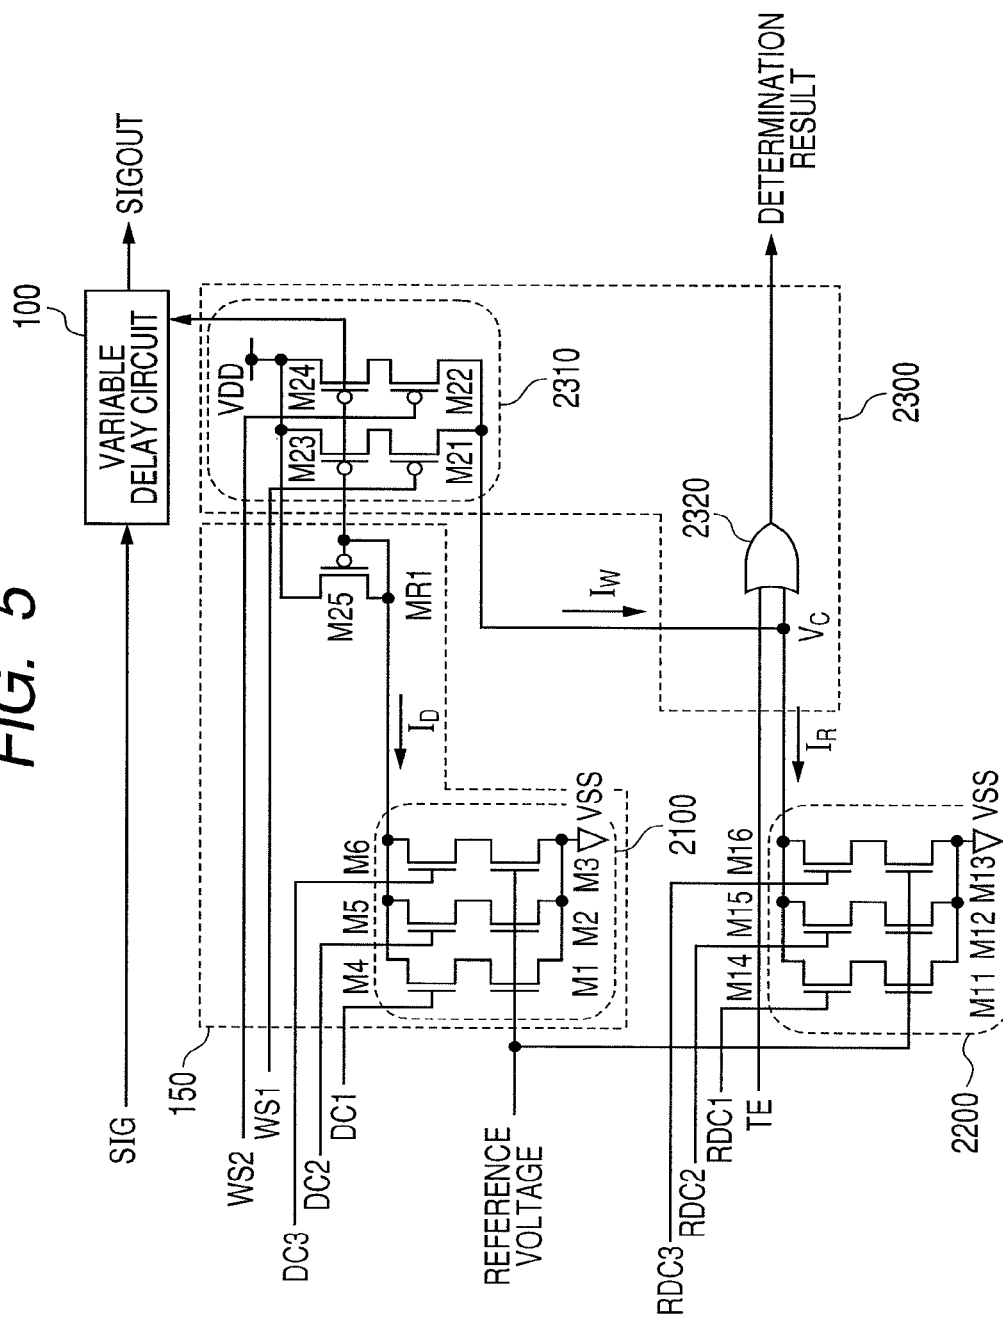 FIG. 5
SIG
100
VARIABLE
DELAY CIRCUIT
SIGOUT
150
WS2
WS1
DC3
DC2
DC1
REFERENCE
VOLTAGE
M4
M5
M6
M1
M2
M3
VSS
2100
ID
M25
MR1
VDD
M23
M24
M21
M22
2310
IW
2300
RDC3
RDC2
RDC1
TE
M14
M15
M16
M11
M12
M13
VSS
2200
IR
VC
2320
DETERMINATION
RESULT